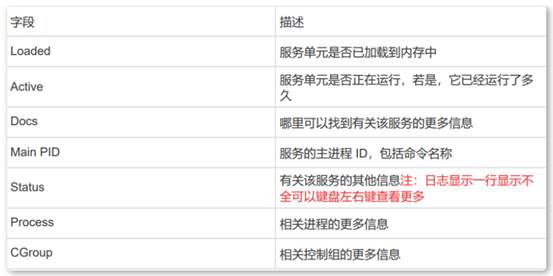 字段 描述
Loaded 服务单元是否已加载到内存中
Active 服务单元是否正在运行，若是，它已经运行了多
久
Docs 哪里可以找到有关该服务的更多信息
Main PID 服务的主进程 ID，包括命令名称
Status 有关该服务的其他信息注：日志显示一行显示不
全可以键盘左右键查看更多
Process 相关进程的更多信息
CGroup 相关控制组的更多信息